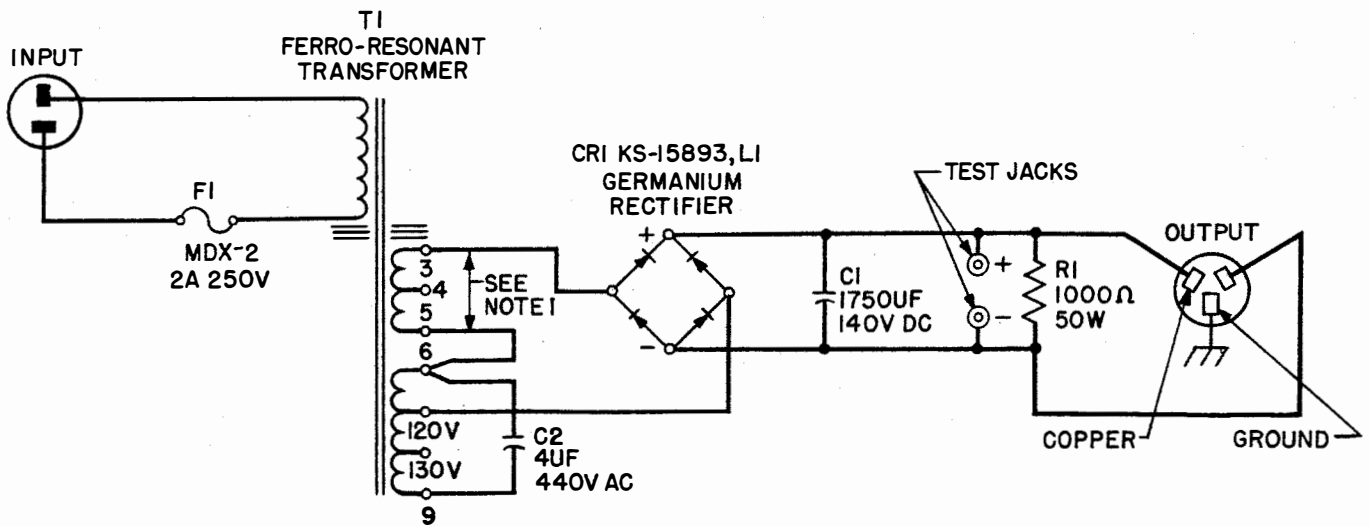 INPUT
T1
FERRO-RESONANT
TRANSFORMER
F1
MDX-2
2A 250V
3
4
5
6
120V
130V
9
SEE
NOTE 1
C2
4UF
440V AC
CR1 KS-15893, L1
GERMANIUM
RECTIFIER
+
-
C1
1750UF
140V DC
TEST JACKS
+
-
R1
1000Ω
50W
OUTPUT
COPPER
GROUND